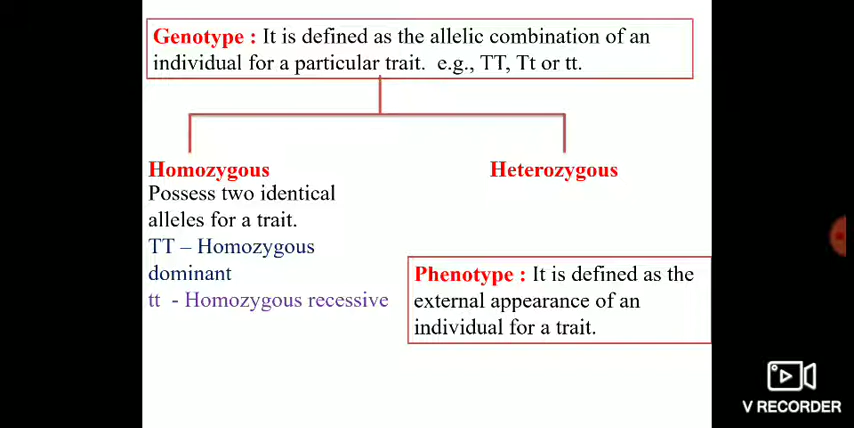 Genotype : It is defined as the allelic combination of an
individual for a particular trait. e.g., TT, Tt or tt.
Homozygous
Possess two identical
alleles for a trait.
TT – Homozygous
dominant
tt - Homozygous recessive
Heterozygous
Phenotype : It is defined as the
external appearance of an
individual for a trait.
V RECORDER